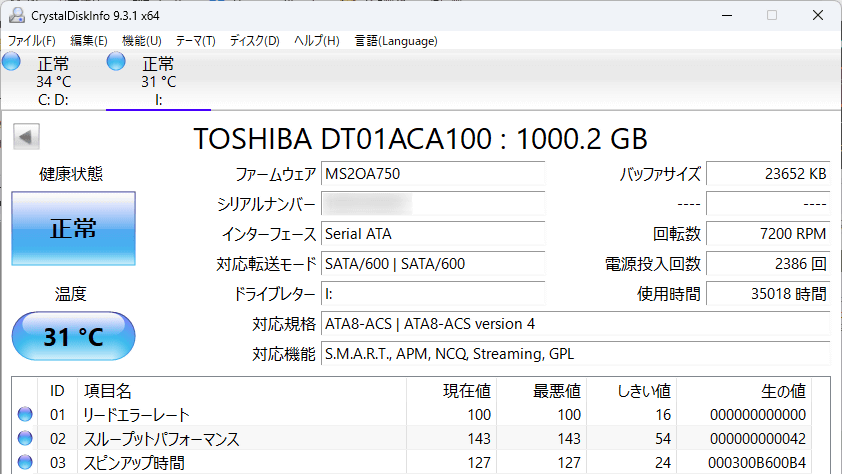 CrystalDiskInfo 9.3.1 x64
ファイル(F) 編集(E) 機能(U) テーマ(T) ディスク(D) ヘルプ(H) 言語(Language)
正常 正常
34 °C 31 °C
C: D: I:
TOSHIBA DT01ACA100 : 1000.2 GB
健康状態 ファームウェア MS2OA750 バッファサイズ 23652 KB
シリアルナンバー ---- ----
正常 インターフェース Serial ATA 回転数 7200 RPM
対応転送モード SATA/600 | SATA/600 電源投入回数 2386 回
温度 ドライブレター I: 使用時間 35018 時間
31 °C 対応規格 ATA8-ACS | ATA8-ACS version 4
対応機能 S.M.A.R.T., APM, NCQ, Streaming, GPL
ID 項目名 現在値 最悪値 しきい値 生の値
01 リードエラーレート 100 100 16 000000000000
02 スループットパフォーマンス 143 143 54 000000000042
03 スピンアップ時間 127 127 24 000300B600B4